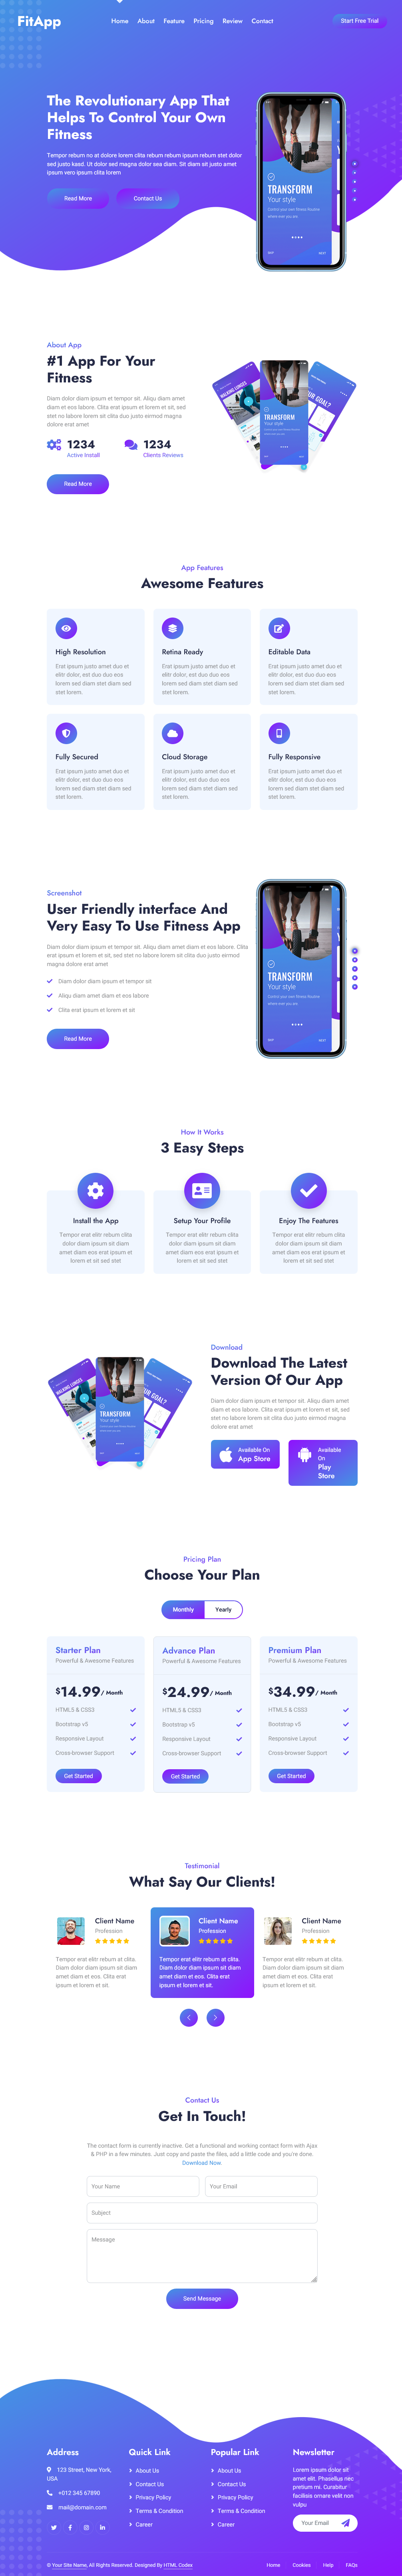 FitApp
Home About Feature Pricing Review Contact
Start Free Trial
The Revolutionary App That
Helps To Control Your Own
Fitness
Tempor rebum no at dolore lorem clita rebum rebum ipsum rebum stet dolor
sed justo kasd. Ut dolor sed magna dolor sea diam. Sit diam sit justo amet
ipsum vero ipsum clita lorem
Read More Contact Us
TRANSFORM
Your style
Control your own fitness Routine
where ever you are.
SKIP NEXT
About App
#1 App For Your
Fitness
Diam dolor diam ipsum et tempor sit. Aliqu diam amet
diam et eos labore. Clita erat ipsum et lorem et sit, sed
stet no labore lorem sit clita duo justo eirmod magna
dolore erat amet
1234
Active Install
1234
Clients Reviews
Read More
WALKING LUNGES
TRANSFORM
Your style
UR GOAL?
App Features
Awesome Features
High Resolution
Erat ipsum justo amet duo et
elitr dolor, est duo duo eos
lorem sed diam stet diam sed
stet lorem.
Retina Ready
Erat ipsum justo amet duo et
elitr dolor, est duo duo eos
lorem sed diam stet diam sed
stet lorem.
Editable Data
Erat ipsum justo amet duo et
elitr dolor, est duo duo eos
lorem sed diam stet diam sed
stet lorem.
Fully Secured
Erat ipsum justo amet duo et
elitr dolor, est duo duo eos
lorem sed diam stet diam sed
stet lorem.
Cloud Storage
Erat ipsum justo amet duo et
elitr dolor, est duo duo eos
lorem sed diam stet diam sed
stet lorem.
Fully Responsive
Erat ipsum justo amet duo et
elitr dolor, est duo duo eos
lorem sed diam stet diam sed
stet lorem.
Screenshot
User Friendly interface And
Very Easy To Use Fitness App
Diam dolor diam ipsum et tempor sit. Aliqu diam amet diam et eos labore. Clita
erat ipsum et lorem et sit, sed stet no labore lorem sit clita duo justo eirmod
magna dolore erat amet
Diam dolor diam ipsum et tempor sit
Aliqu diam amet diam et eos labore
Clita erat ipsum et lorem et sit
Read More
TRANSFORM
Your style
Control your own fitness Routine
where ever you are.
SKIP NEXT
How It Works
3 Easy Steps
Install the App
Tempor erat elitr rebum clita
dolor diam ipsum sit diam
amet diam eos erat ipsum et
lorem et sit sed stet
Setup Your Profile
Tempor erat elitr rebum clita
dolor diam ipsum sit diam
amet diam eos erat ipsum et
lorem et sit sed stet
Enjoy The Features
Tempor erat elitr rebum clita
dolor diam ipsum sit diam
amet diam eos erat ipsum et
lorem et sit sed stet
WALKING LUNGES
TRANSFORM
Your style
UR GOAL?
Download
Download The Latest
Version Of Our App
Diam dolor diam ipsum et tempor sit. Aliqu diam amet
diam et eos labore. Clita erat ipsum et lorem et sit, sed
stet no labore lorem sit clita duo justo eirmod magna
dolore erat amet
Available On
App Store
Available
On
Play
Store
Pricing Plan
Choose Your Plan
Monthly Yearly
Starter Plan
Powerful & Awesome Features
$14.99/ Month
HTML5 & CSS3
Bootstrap v5
Responsive Layout
Cross-browser Support
Get Started
Advance Plan
Powerful & Awesome Features
$24.99/ Month
HTML5 & CSS3
Bootstrap v5
Responsive Layout
Cross-browser Support
Get Started
Premium Plan
Powerful & Awesome Features
$34.99/ Month
HTML5 & CSS3
Bootstrap v5
Responsive Layout
Cross-browser Support
Get Started
Testimonial
What Say Our Clients!
Client Name
Profession
Tempor erat elitr rebum at clita.
Diam dolor diam ipsum sit diam
amet diam et eos. Clita erat
ipsum et lorem et sit.
Client Name
Profession
Tempor erat elitr rebum at clita.
Diam dolor diam ipsum sit diam
amet diam et eos. Clita erat
ipsum et lorem et sit.
Client Name
Profession
Tempor erat elitr rebum at clita.
Diam dolor diam ipsum sit diam
amet diam et eos. Clita erat
ipsum et lorem et sit.
Contact Us
Get In Touch!
The contact form is currently inactive. Get a functional and working contact form with Ajax
& PHP in a few minutes. Just copy and paste the files, add a little code and you're done.
Download Now.
Your Name Your Email
Subject
Message
Send Message
Address
123 Street, New York,
USA
+012 345 67890
mail@domain.com
Quick Link
About Us
Contact Us
Privacy Policy
Terms & Condition
Career
Popular Link
About Us
Contact Us
Privacy Policy
Terms & Condition
Career
Newsletter
Lorem ipsum dolor sit
amet elit. Phasellus nec
pretium mi. Curabitur
facilisis ornare velit non
vulpu
Your Email
© Your Site Name, All Rights Reserved. Designed By HTML Codex
Home Cookies Help FAQs